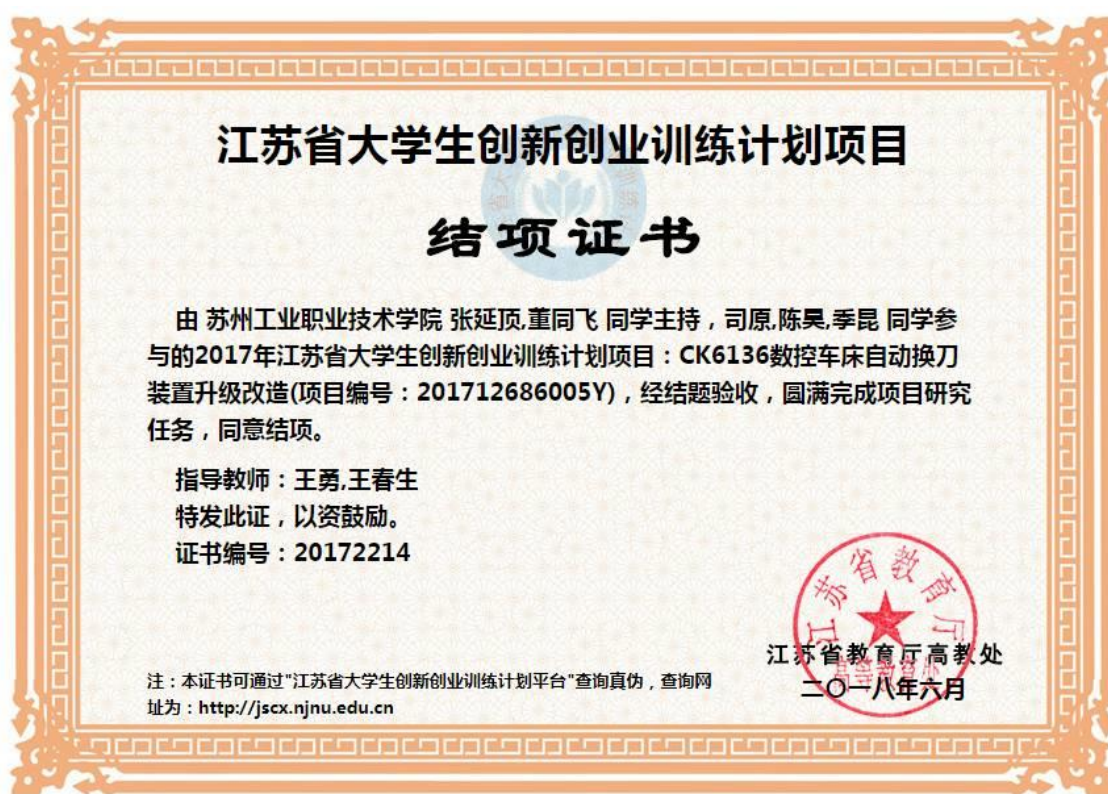 江苏省大学生创新创业训练计划项目
结项证书
由 苏州工业职业技术学院 张延顶,董同飞 同学主持，司原,陈昊,季昆 同学参
与的2017年江苏省大学生创新创业训练计划项目：CK6136数控车床自动换刀
装置升级改造(项目编号：201712686005Y)，经结题验收，圆满完成项目研究
任务，同意结项。
指导教师：王勇,王春生
特发此证，以资鼓励。
证书编号：20172214
江苏省教育厅
高等教育处
江苏省教育厅高教处
二〇一八年六月
注：本证书可通过"江苏省大学生创新创业训练计划平台"查询真伪，查询网
址为：http://jscx.njnu.edu.cn